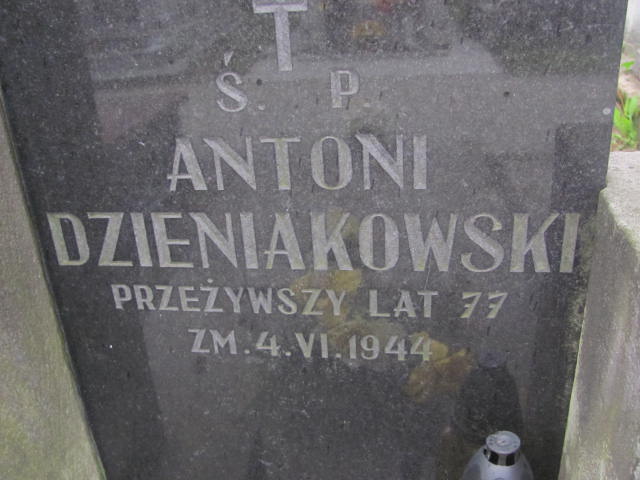 Ś. P.
ANTONI
DZIENIAKOWSKI
PRZEŻYWSZY LAT 77
ZM. 4. VI. 1944